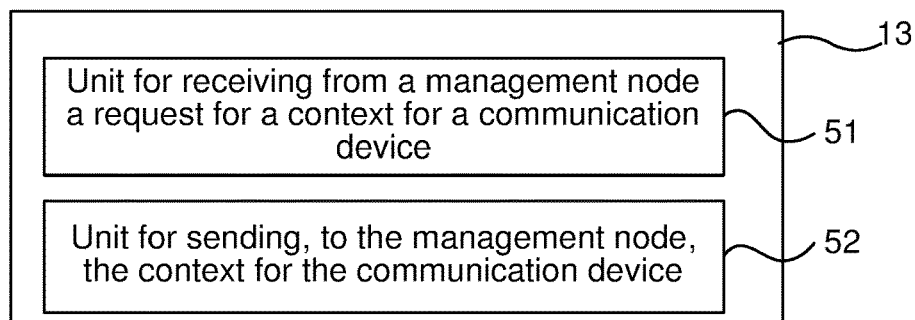 13
Unit for receiving from a management node
a request for a context for a communication
device
51
Unit for sending, to the management node,
the context for the communication device
52